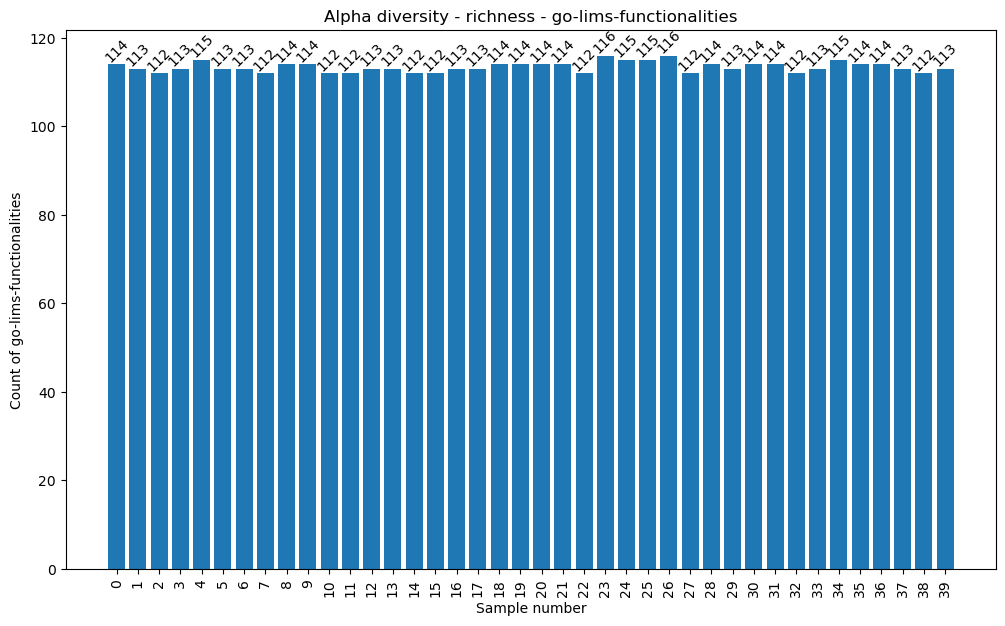 Alpha diversity - richness - go-lims-functionalities
Count of go-lims-functionalities
120
100
80
60
40
20
0
114 113 112 113 115 113 113 112 114 114 112 112 113 113 112 112 113 113 114 114 114 114 112 116 115 115 116 112 114 113 114 114 112 113 115 114 114 113 112 113
0 1 2 3 4 5 6 7 8 9 10 11 12 13 14 15 16 17 18 19 20 21 22 23 24 25 26 27 28 29 30 31 32 33 34 35 36 37 38 39
Sample number